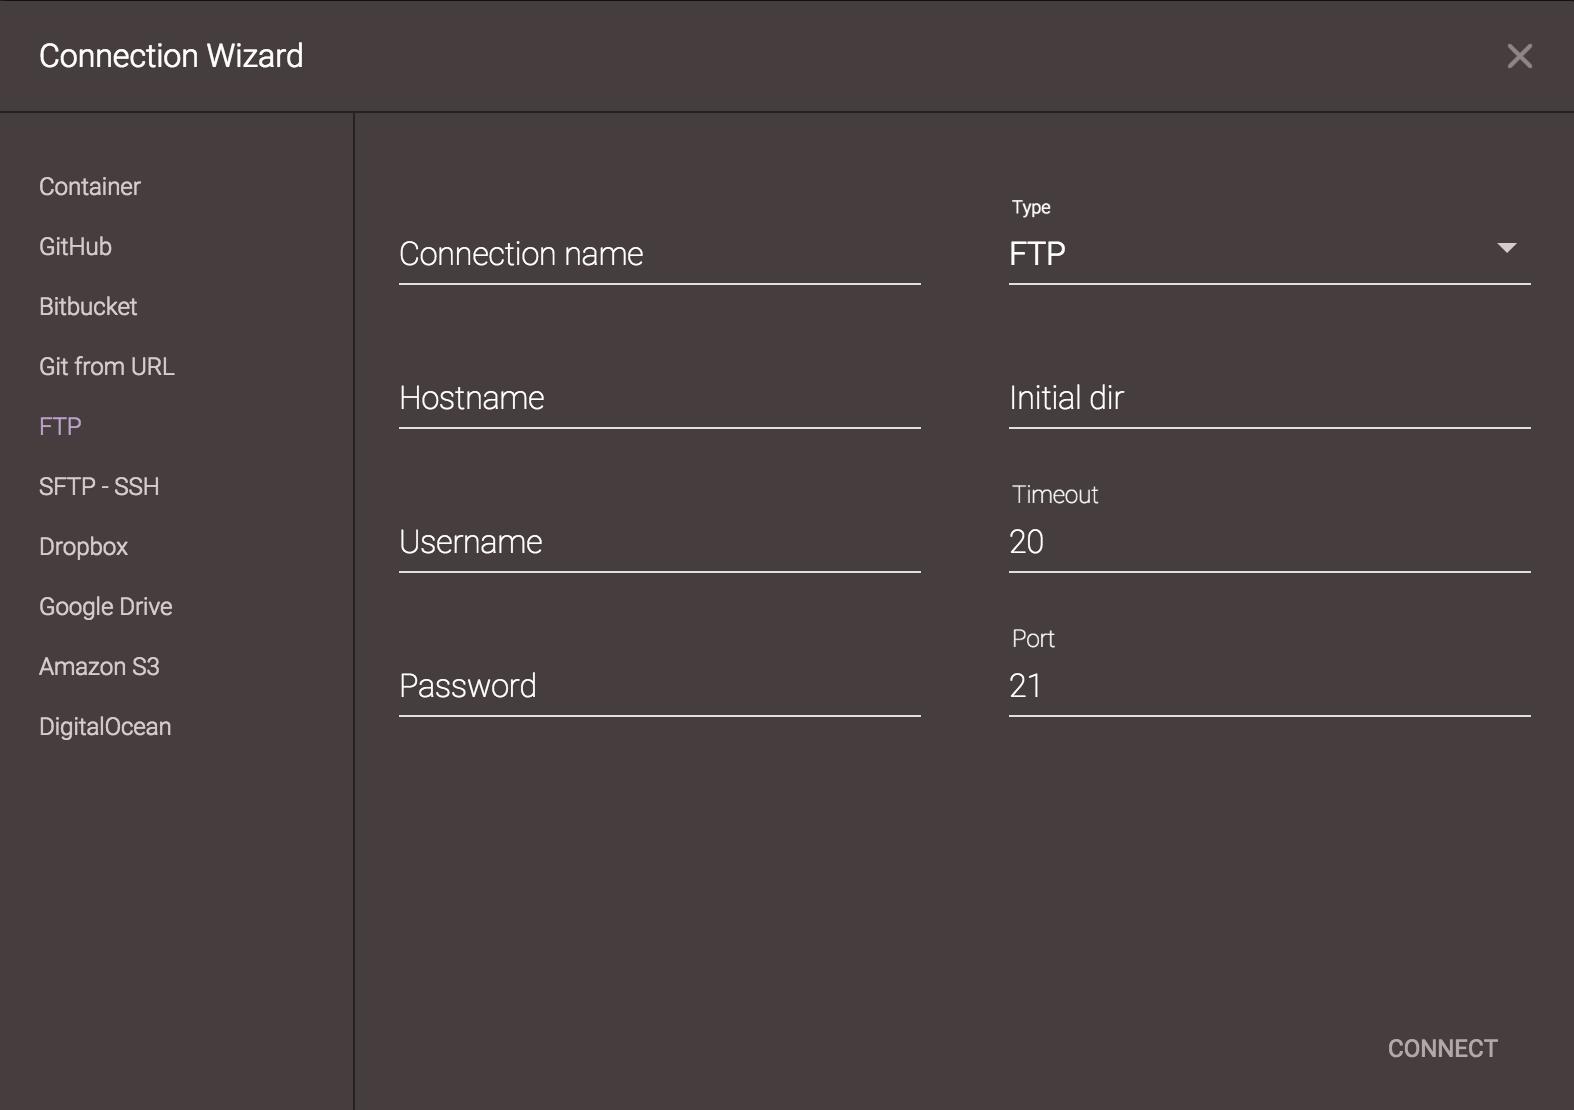 Connection Wizard
Container
GitHub
Bitbucket
Git from URL
FTP
SFTP - SSH
Dropbox
Google Drive
Amazon S3
DigitalOcean
Connection name
Type
FTP
Hostname
Initial dir
Username
Timeout
20
Password
Port
21
CONNECT